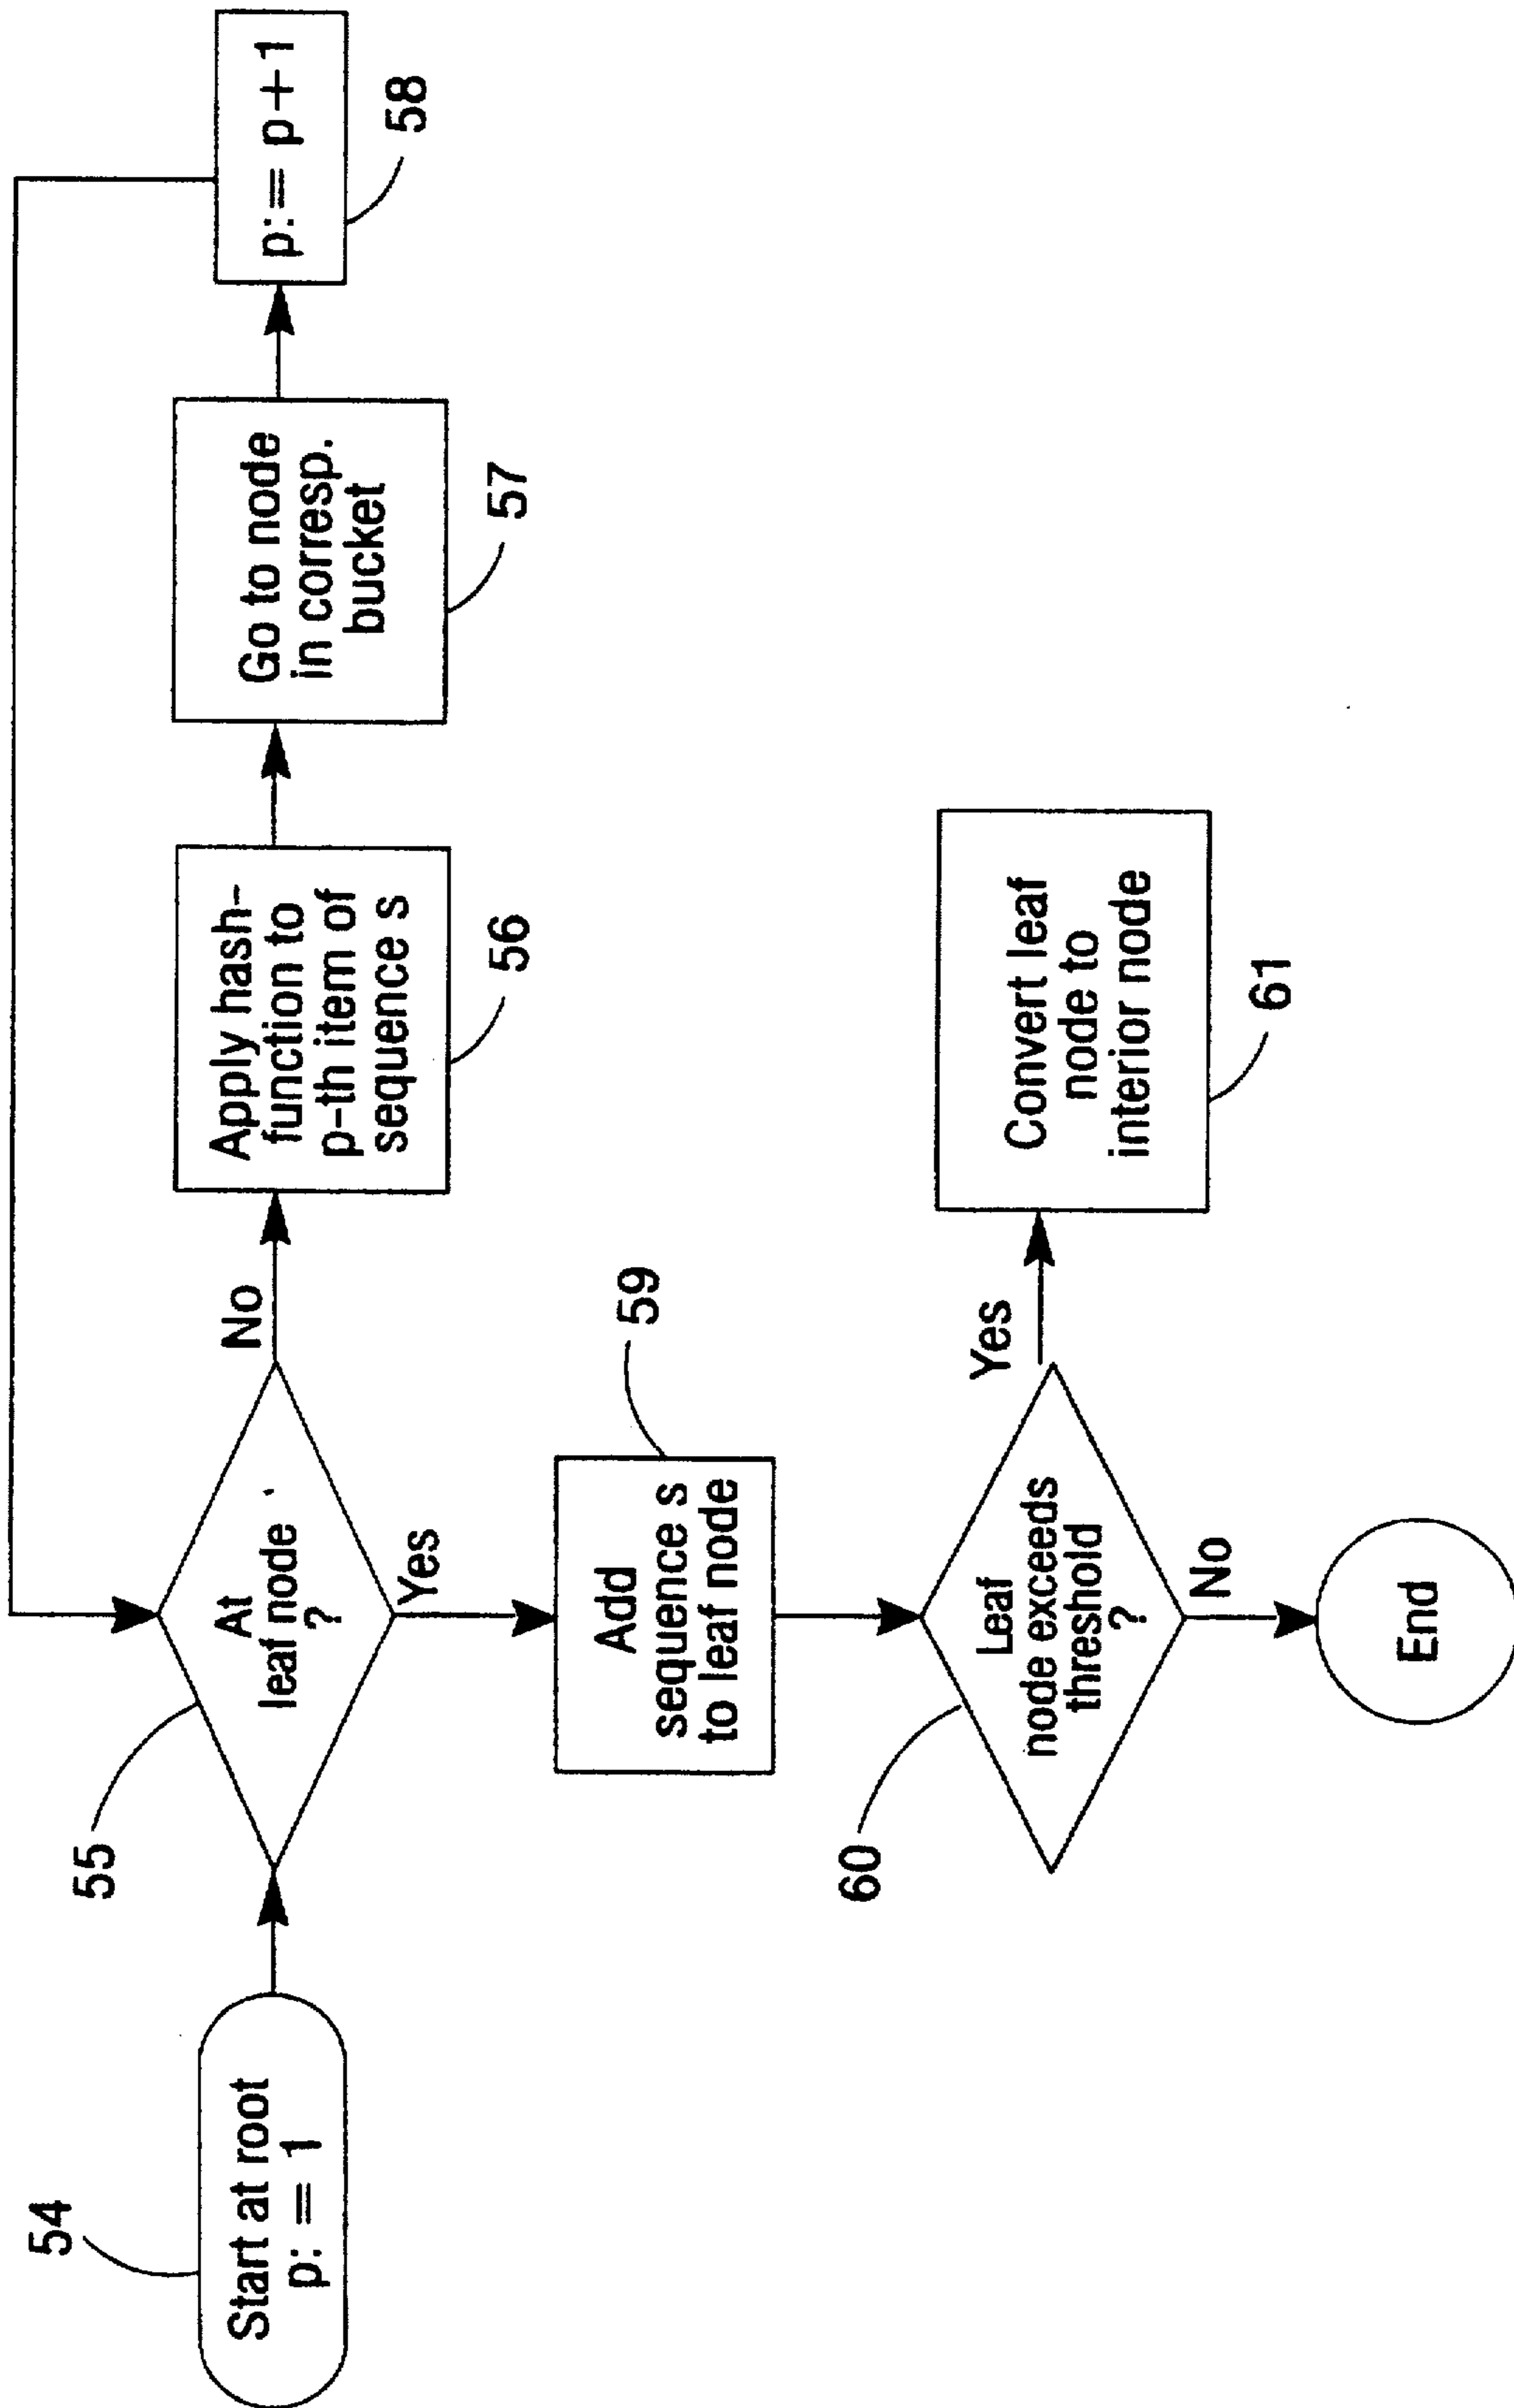 54
Start at root
p: = 1
55
At
leaf node
?
No
Yes
Apply hash-
function to
p-th item of
sequence s
56
Go to node
in corresp.
bucket
57
p:= p+1
58
Add
sequence s
to leaf node
59
60
Leaf
node exceeds
threshold
?
Yes
No
Convert leaf
node to
interior node
61
End